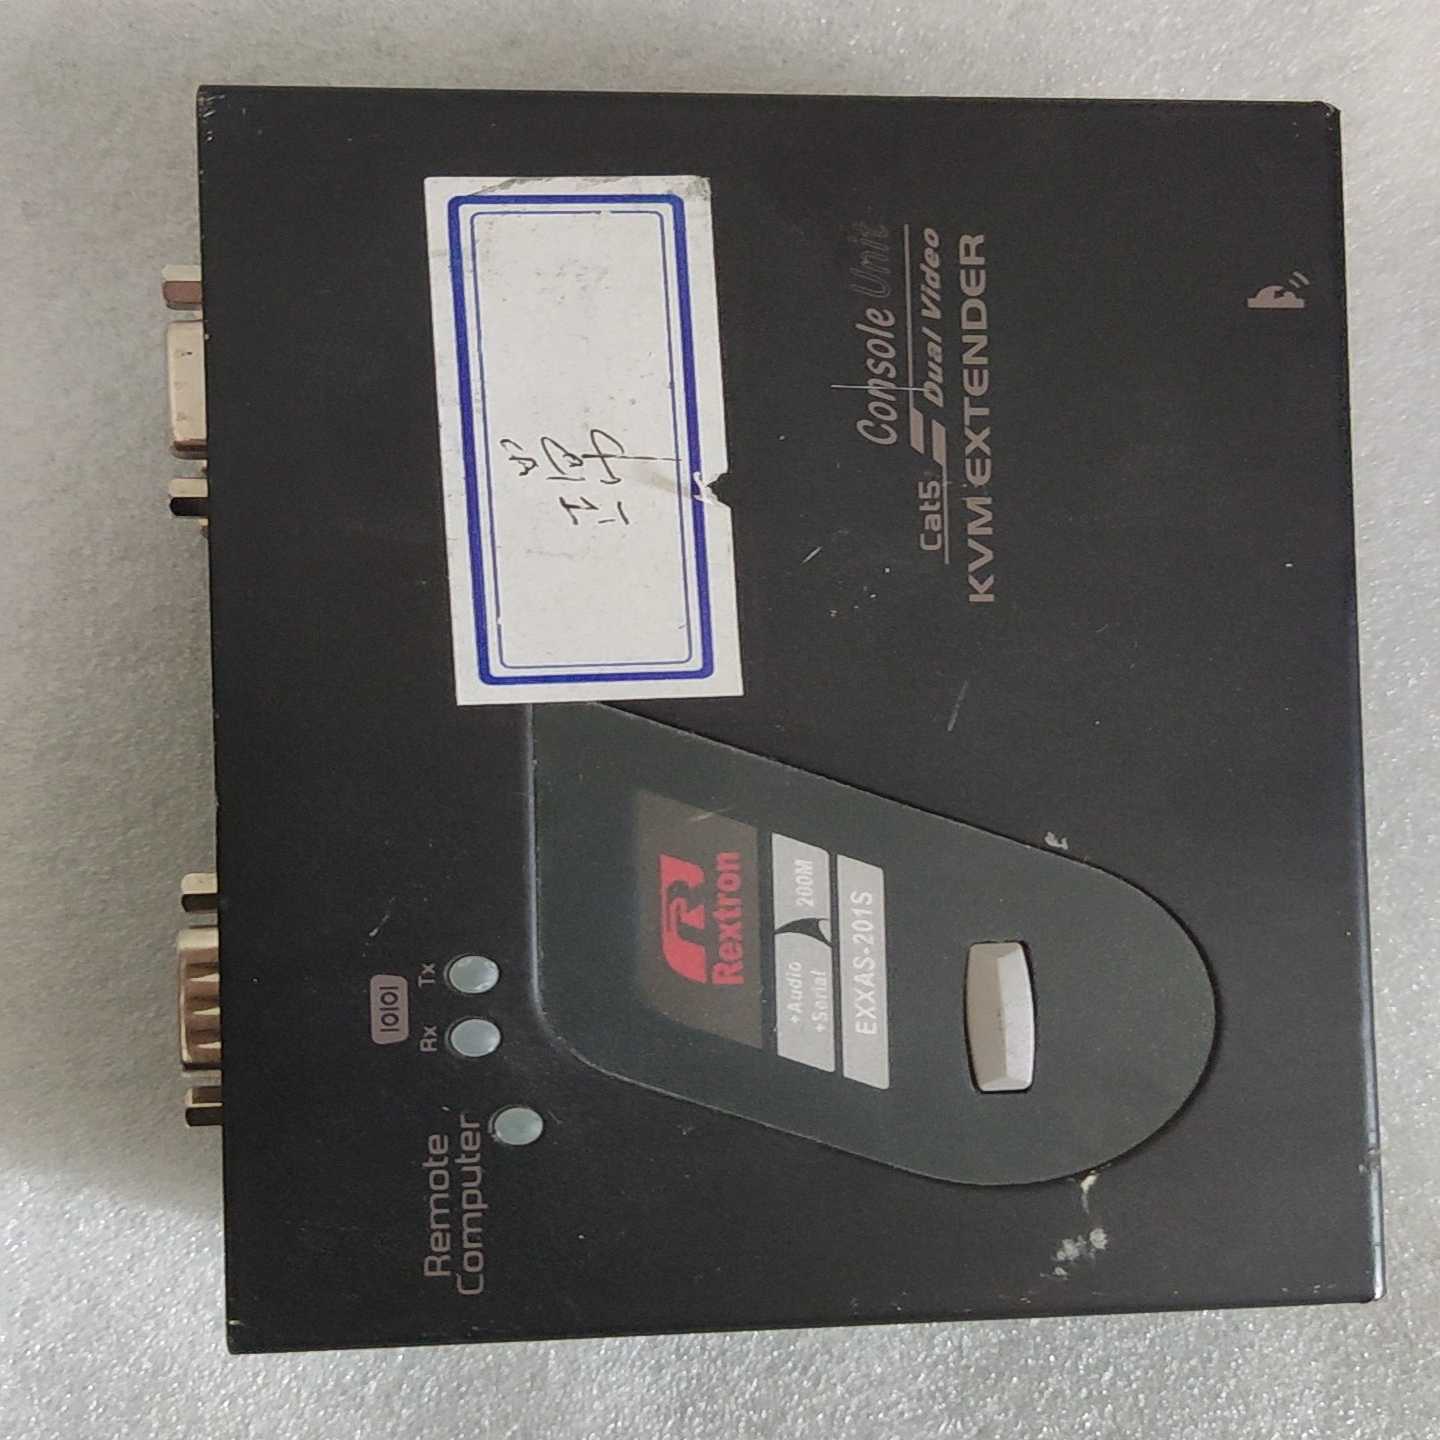 Remote
Computer
Rx
Tx
10101
Rextron
+Audio
+Serial
200M
EXXAS-201S
Console Unit
Cat5
Dual Video
KVM EXTENDER